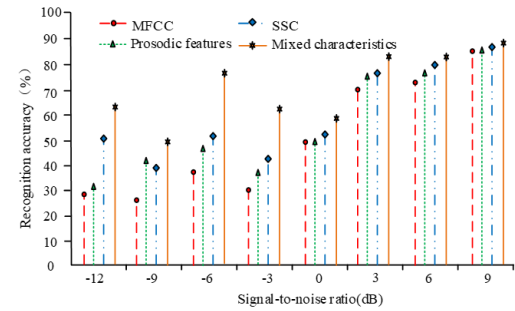 MFCC
SSC
Prosodic features
Mixed characteristics
Recognition accuracy (%)
100
90
80
70
60
50
40
30
20
10
0
-12 -9 -6 -3 0 3 6 9
Signal-to-noise ratio(dB)